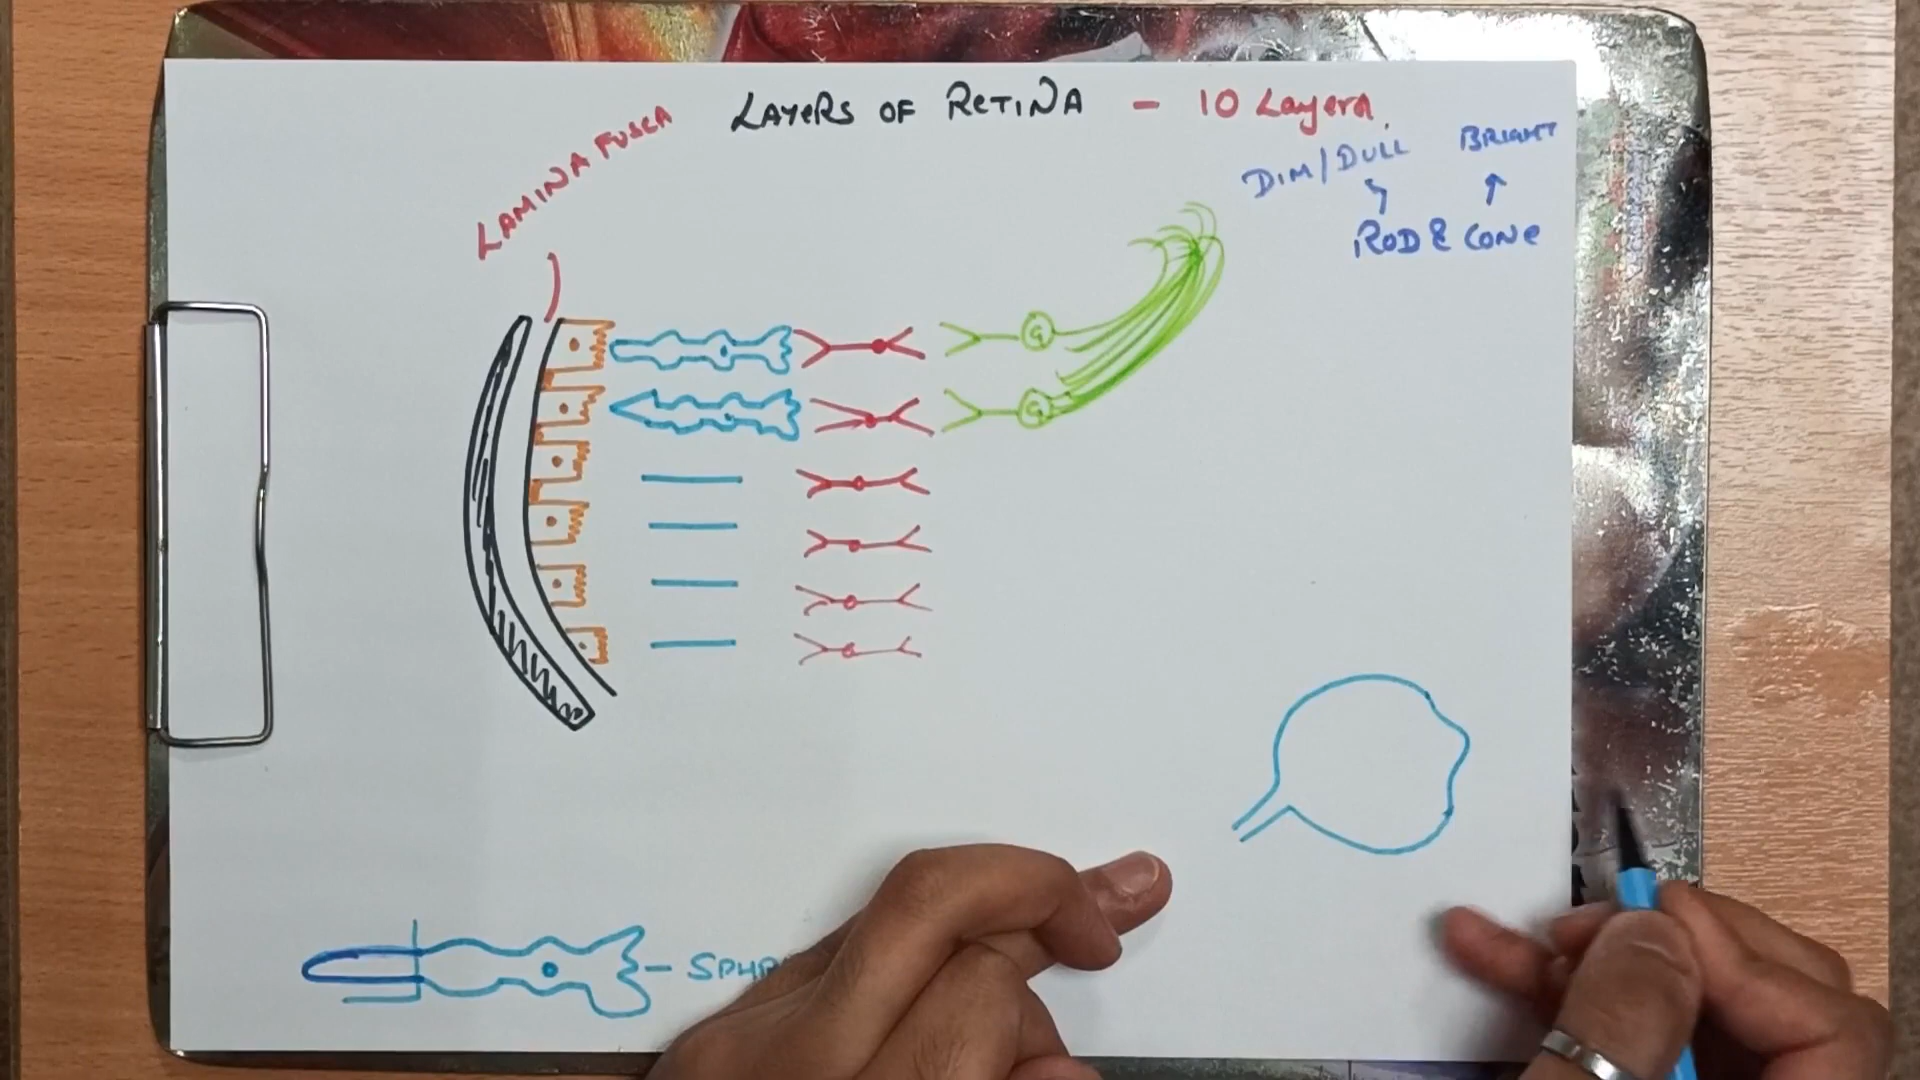 LAYERS OF RETINA - 10 Layers
LAMINA FUSCA
DIM/DULL BRIGHT
ROD & CONE
G
G